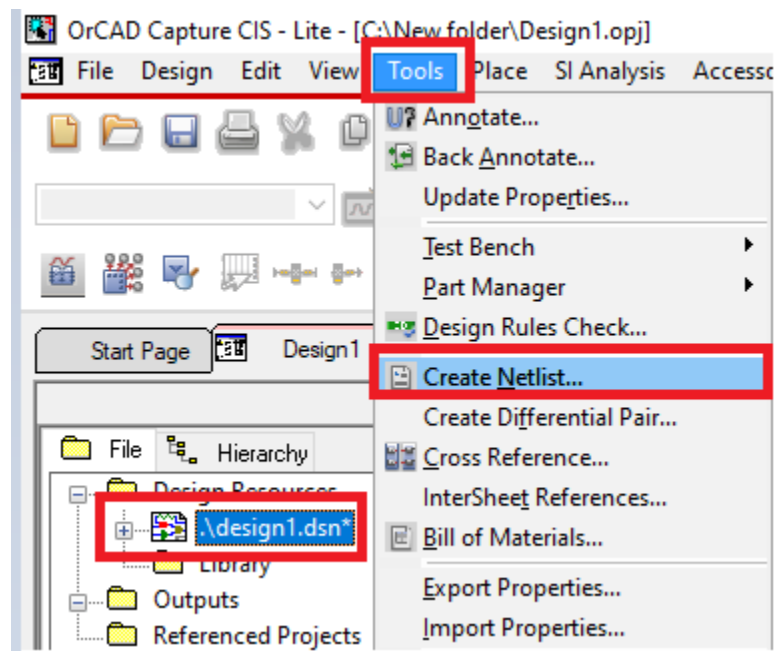 OrCAD Capture CIS - Lite - [C:\New folder\Design1.opj]
File Design Edit View Tools Place SI Analysis
Annotate...
Back Annotate...
Update Properties...
Test Bench
Part Manager
Design Rules Check...
Start Page Design1
Create Netlist...
Create Differential Pair...
File Hierarchy
Cross Reference...
Design Resources
InterSheet References...
.\design1.dsn*
Bill of Materials...
Library
Outputs
Export Properties...
Referenced Projects
Import Properties...